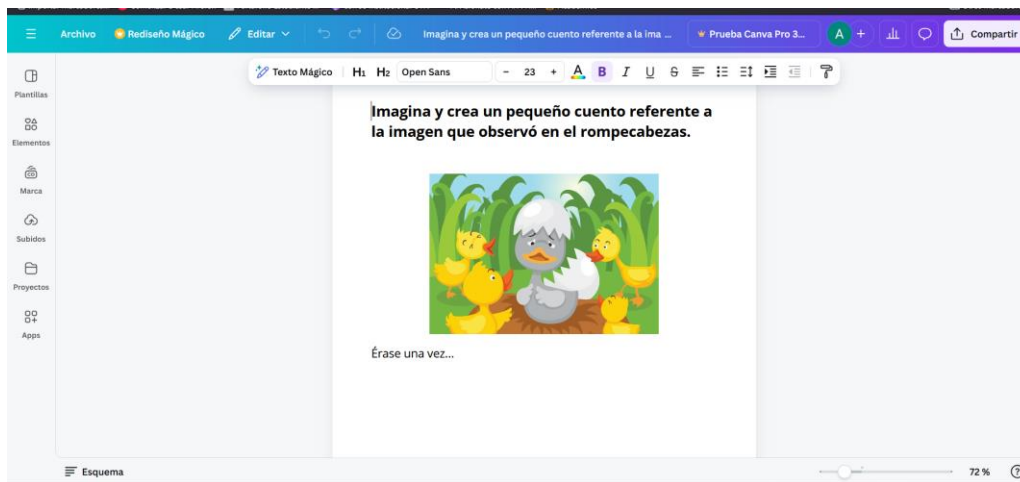 Archivo
Rediseño Mágico
Editar
Imagina y crea un pequeño cuento referente a la ima ...
Prueba Canva Pro 3...
A
+
Compartir
Texto Mágico
H1 H2
Open Sans
- 23 +
A B I U S
Plantillas
Elementos
Marca
Subidos
Proyectos
Apps
Imagina y crea un pequeño cuento referente a
la imagen que observó en el rompecabezas.
Érase una vez...
Esquema
72 %
?